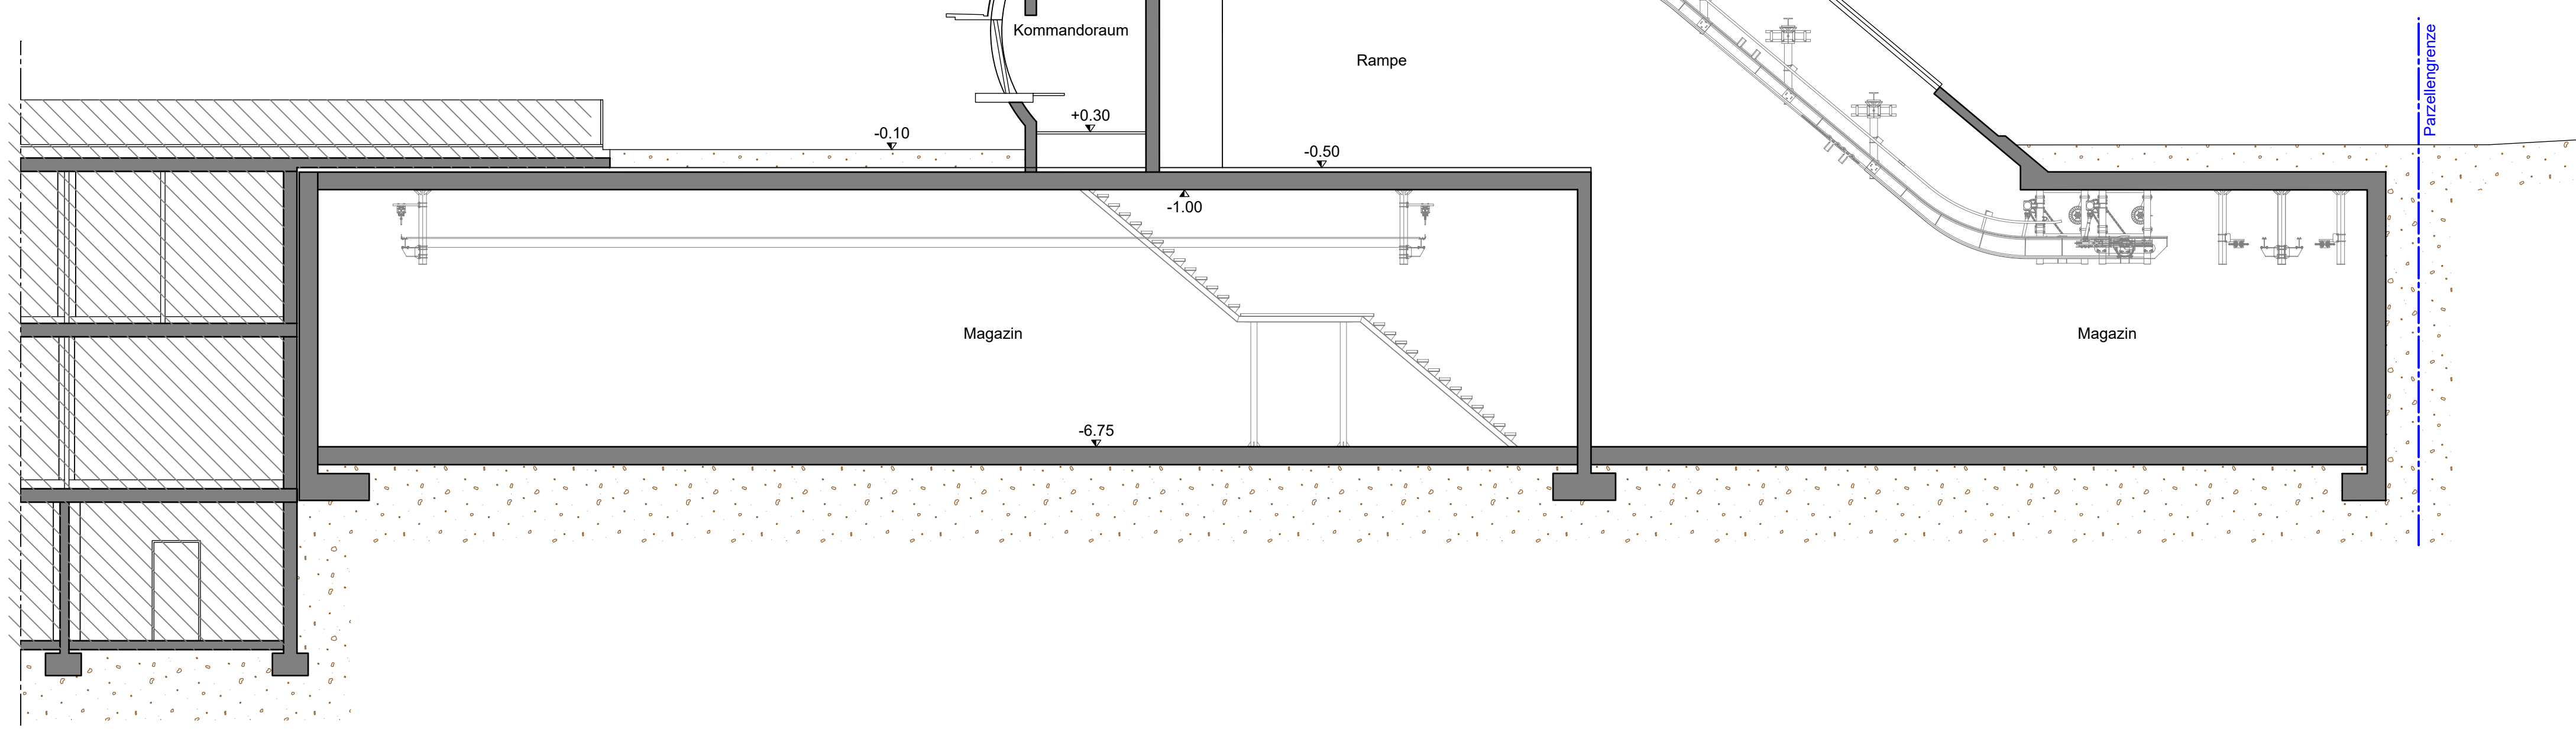 Kommandoraum
Parzellengrenze
Rampe
+0.30
-0.10
-0.50
-1.00
Magazin
Magazin
-6.75